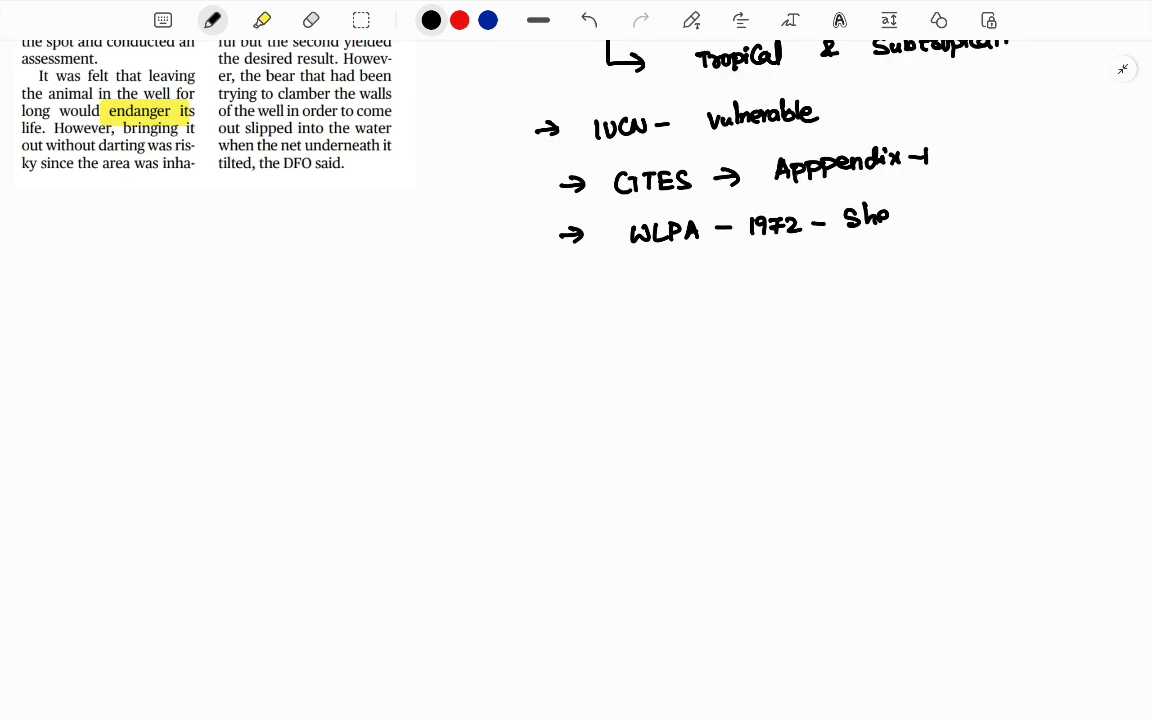 the spot and conducted an
assessment.
It was felt that leaving
the animal in the well for
long would endanger its
life. However, bringing it
out without darting was ris-
ky since the area was inha-
ful but the second yielded
the desired result. Howev-
er, the bear that had been
trying to clamber the walls
of the well in order to come
out slipped into the water
when the net underneath it
tilted, the DFO said.
↳ Tropical & Subtropical
→ IUCN - Vulnerable
→ CITES → Apppendix-I
→ WLPA - 1972 - She